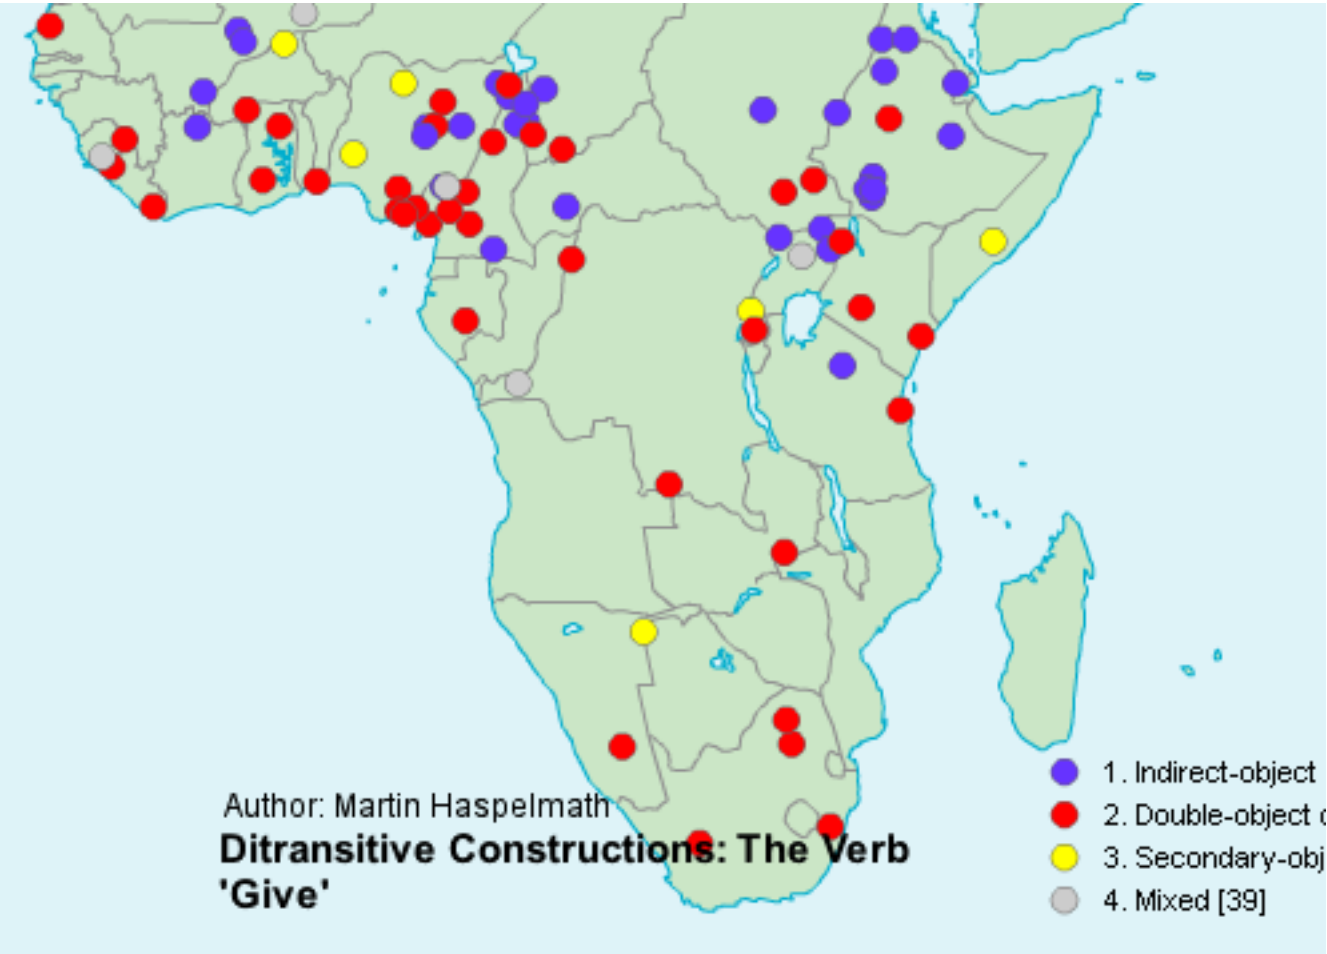 1. Indirect-object
2. Double-object
3. Secondary-obj
4. Mixed [39]
Author: Martin Haspelmath
Ditransitive Constructions: The Verb
'Give'